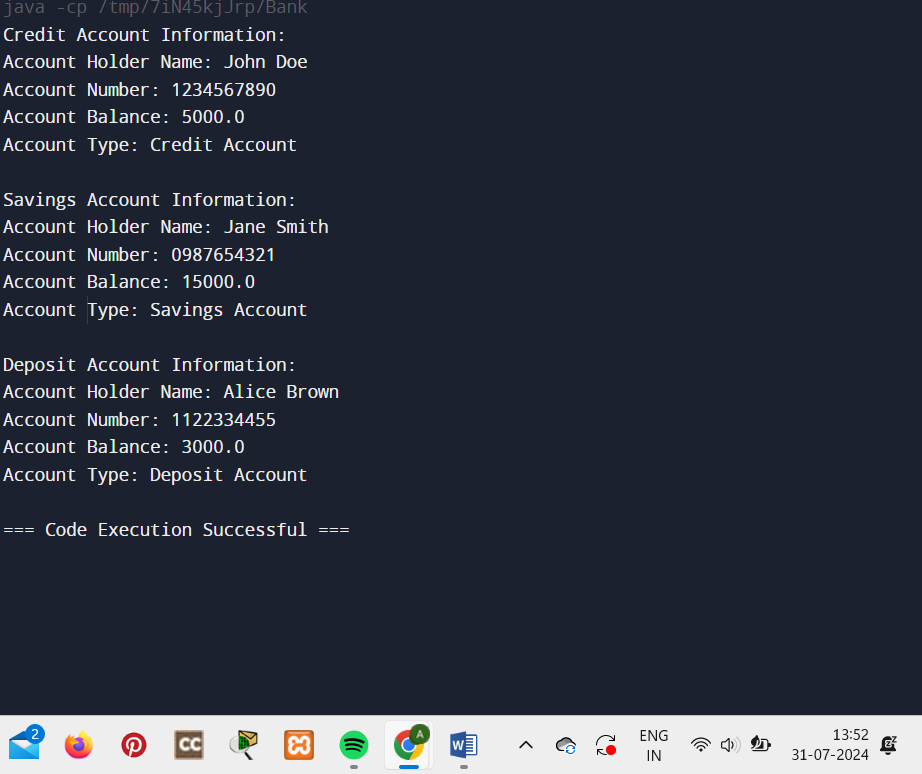 java -cp /tmp/7iN45kjJrp/Bank
Credit Account Information:
Account Holder Name: John Doe
Account Number: 1234567890
Account Balance: 5000.0
Account Type: Credit Account
Savings Account Information:
Account Holder Name: Jane Smith
Account Number: 0987654321
Account Balance: 15000.0
Account Type: Savings Account
Deposit Account Information:
Account Holder Name: Alice Brown
Account Number: 1122334455
Account Balance: 3000.0
Account Type: Deposit Account
=== Code Execution Successful ===
2
CC
A
W
ENG
IN
13:52
31-07-2024